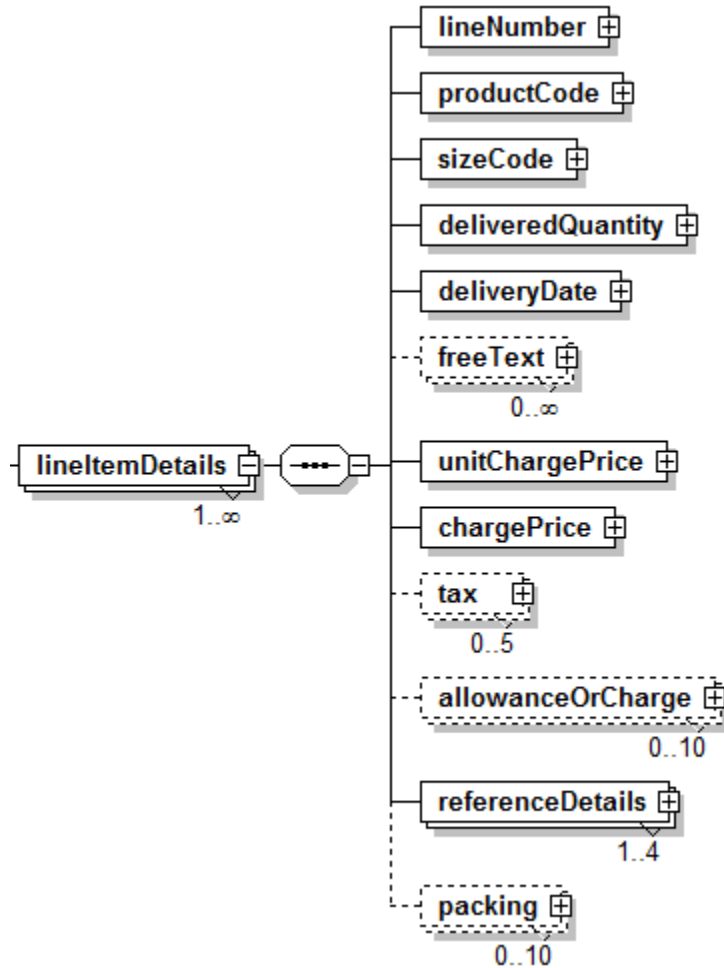 lineNumber
productCode
sizeCode
deliveredQuantity
deliveryDate
freeText
0..∞
lineItemDetails
1..∞
unitChargePrice
chargePrice
tax
0..5
allowanceOrCharge
0..10
referenceDetails
1..4
packing
0..10